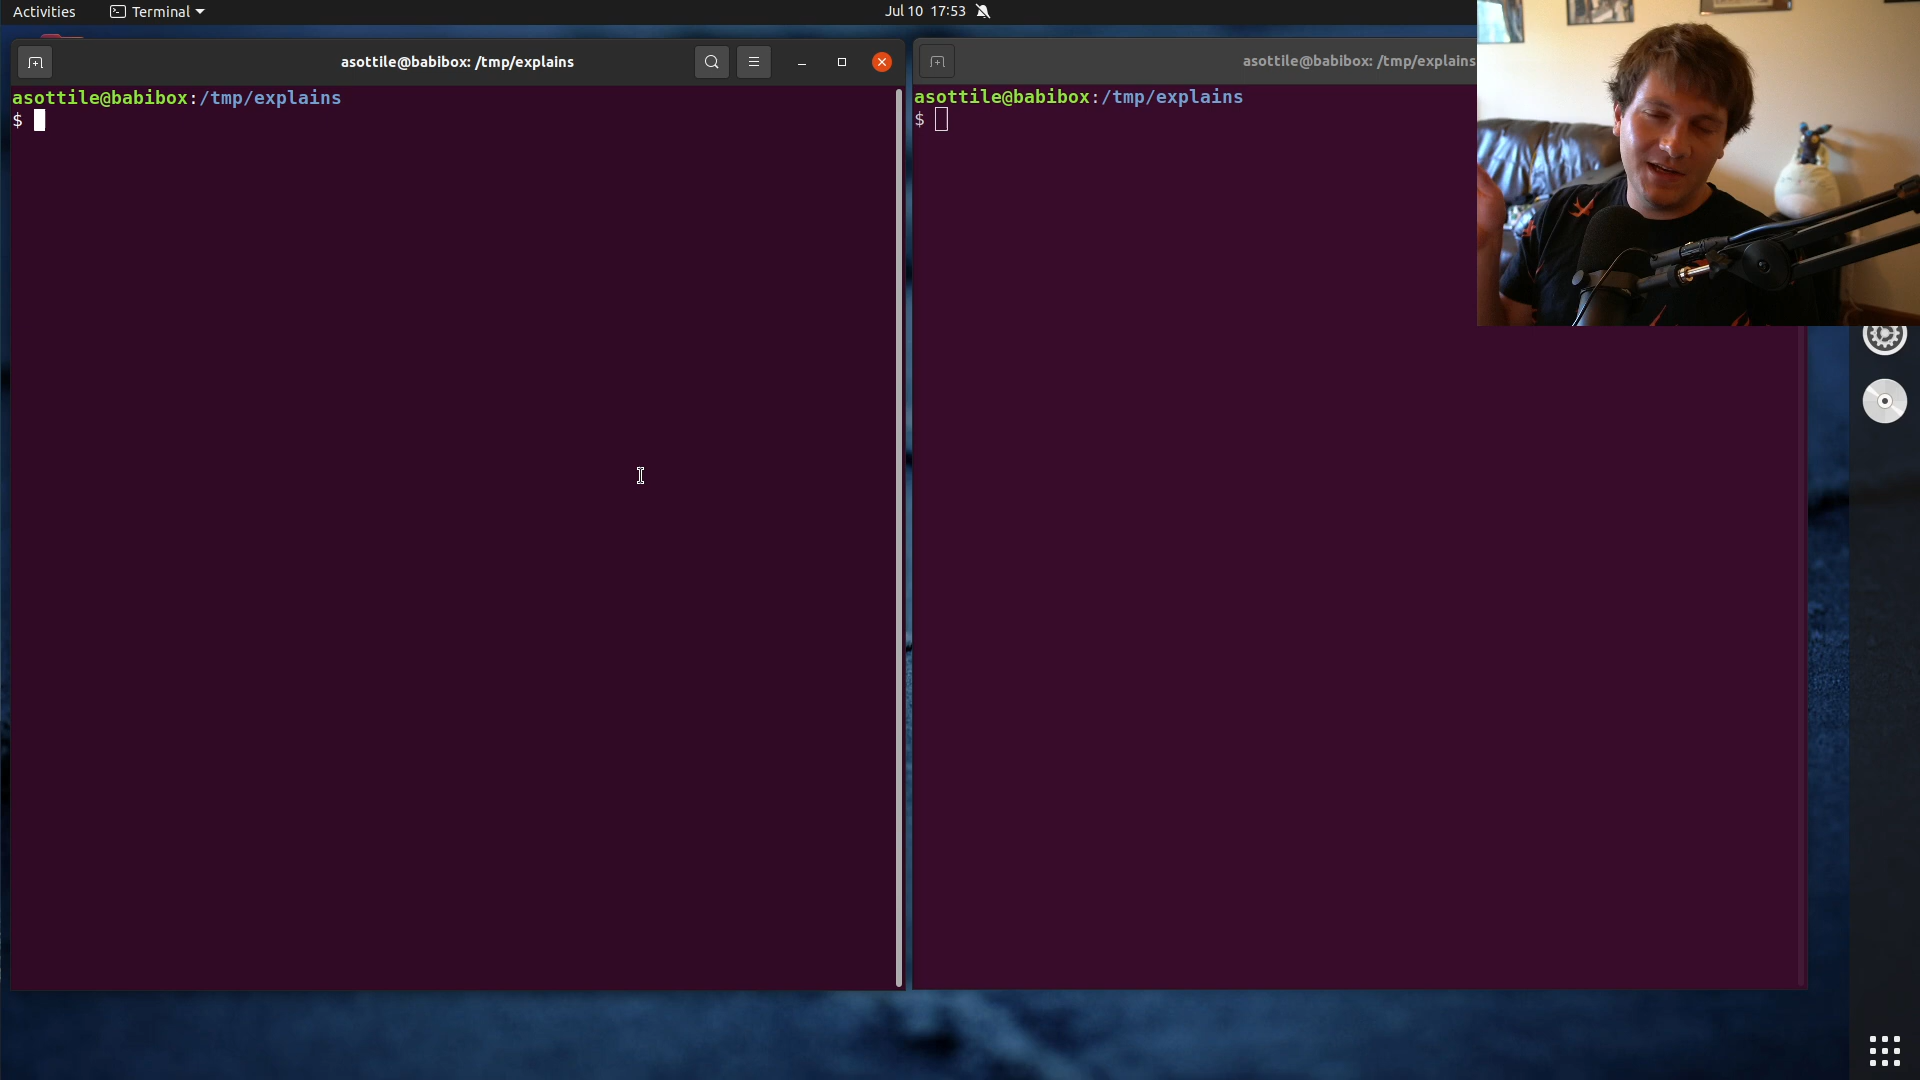 Activities
Terminal
Jul 10 17:53
asottile@babibox: /tmp/explains
asottile@babibox:/tmp/explains
$
asottile@babibox: /tmp/explains
asottile@babibox:/tmp/explains
$